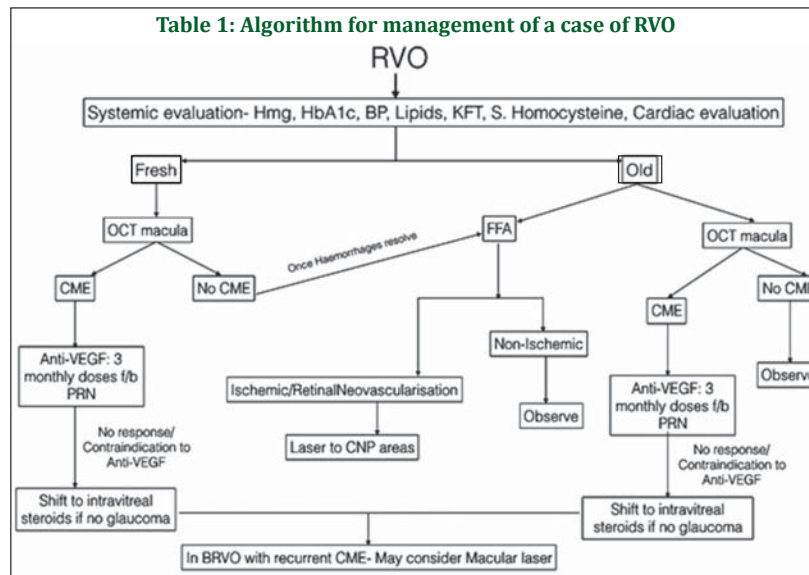 Table 1: Algorithm for management of a case of RVO
RVO
Systemic evaluation- Hmg, HbA1c, BP, Lipids, KFT, S. Homocysteine, Cardiac evaluation
Fresh
Old
OCT macula
Once Haemorrhages resolve
FFA
OCT macula
CME
No CME
CME
No CME
Anti-VEGF: 3
monthly doses f/b
PRN
Ischemic/RetinalNeovascularisation
Non-Ischemic
Anti-VEGF: 3
monthly doses f/b
PRN
Observe
Laser to CNP areas
Observe
No response/
Contraindication to
Anti-VEGF
No response/
Contraindication to
Anti-VEGF
Shift to intravitreal
steroids if no glaucoma
Shift to intravitreal
steroids if no glaucoma
In BRVO with recurrent CME- May consider Macular laser